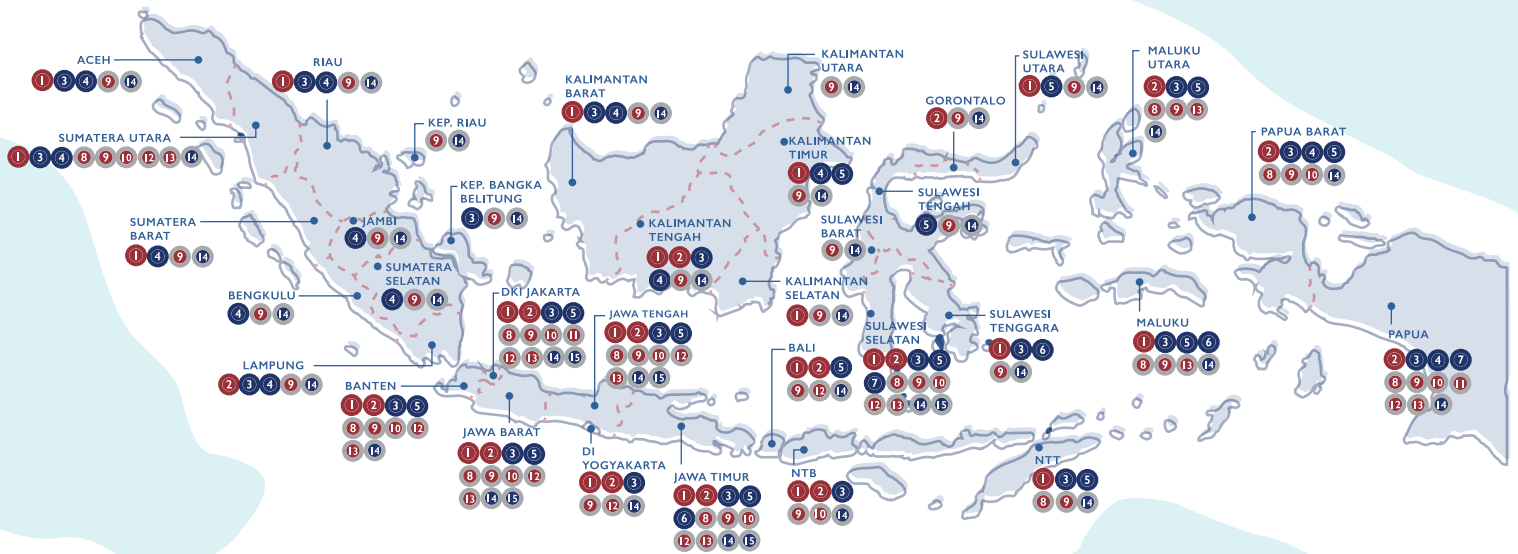 ACEH
1 3 4 9 14
RIAU
1 3 4 9 14
SUMATERA UTARA
1 3 4 8 9 10 12 13 14
KEP. RIAU
9 14
SUMATERA
BARAT
1 4 9 14
JAMBI
4 9 14
KEP. BANGKA
BELITUNG
3 9 14
SUMATERA
SELATAN
4 9 14
BENGKULU
4 9 14
LAMPUNG
2 3 4 9 14
BANTEN
1 2 3 5
8 9 10 12
13 14
DKI JAKARTA
1 2 3 5
8 9 10 11
12 13 14 15
JAWA BARAT
1 2 3 5
8 9 10 12
13 14 15
JAWA TENGAH
1 2 3 5
8 9 10 12
13 14 15
DI
YOGYAKARTA
1 2 3
9 12 14
JAWA TIMUR
1 2 3 5
6 8 9 10
12 13 14 15
BALI
1 2 5
9 12 14
NTB
1 2 3
9 10 14
NTT
1 3 5
8 9 14
KALIMANTAN
BARAT
1 3 4 9 14
KALIMANTAN
TENGAH
1 2 3
4 9 14
KALIMANTAN
UTARA
9 14
KALIMANTAN
TIMUR
1 4 5
9 14
KALIMANTAN
SELATAN
1 9 14
GORONTALO
2 9 14
SULAWESI
UTARA
1 5 9 14
SULAWESI
TENGAH
5 9 14
SULAWESI
BARAT
9 14
SULAWESI
SELATAN
1 2 3 5
7 8 9 10
12 13 14 15
SULAWESI
TENGGARA
1 3 6
9 14
MALUKU
UTARA
2 3 5
8 9 13
14
MALUKU
1 3 5 6
8 9 13 14
PAPUA BARAT
2 3 4 5
8 9 10 14
PAPUA
2 3 4 7
8 9 10 11
12 13 14